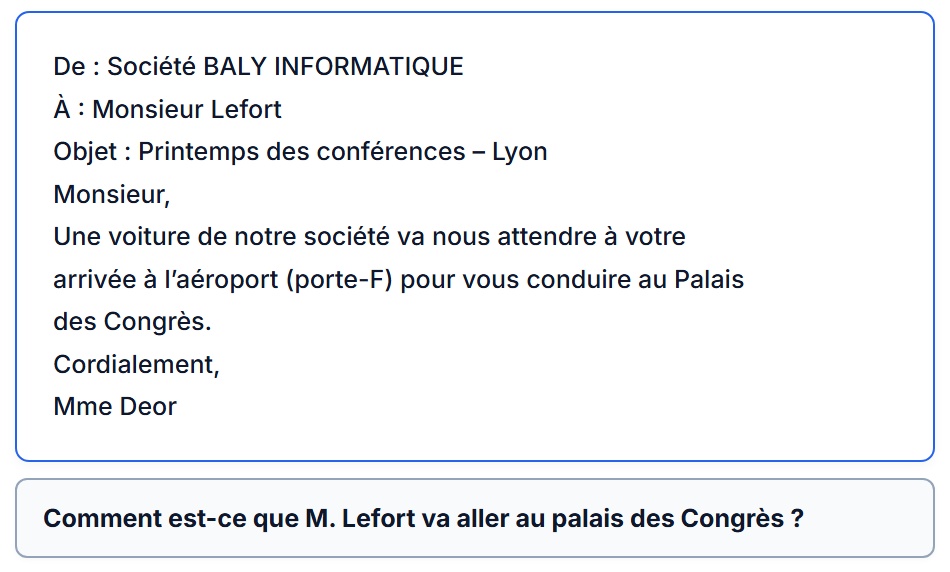 De : Société BALY INFORMATIQUE
À : Monsieur Lefort
Objet : Printemps des conférences – Lyon
Monsieur,
Une voiture de notre société va nous attendre à votre
arrivée à l’aéroport (porte-F) pour vous conduire au Palais
des Congrès.
Cordialement,
Mme Deor
Comment est-ce que M. Lefort va aller au palais des Congrès ?